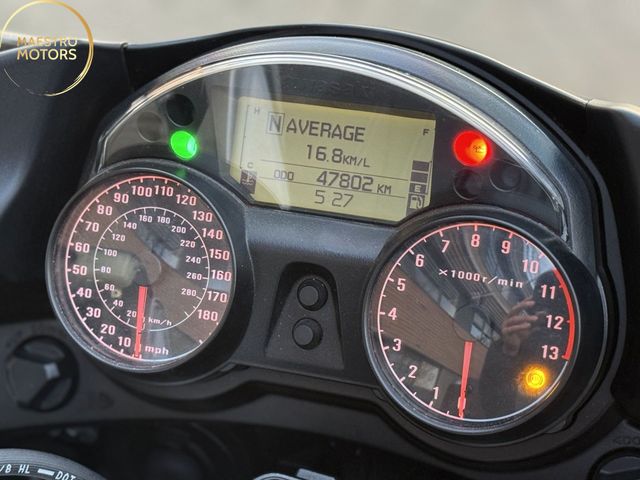 MAESTRO
MOTORS
H
F
N AVERAGE
16.8KM/L
C
E
ODO 47802 KM
5:27
10 20 30 40 50 60 70 80 90 100 110 120 130 140 150 160 170 180
mph
20 40 60 80 100 120 140 160 180 200 220 240 260 280
km/h
1 2 3 4 5 6 7 8 9 10 11 12 13
×1000r/min
/B HL DOT